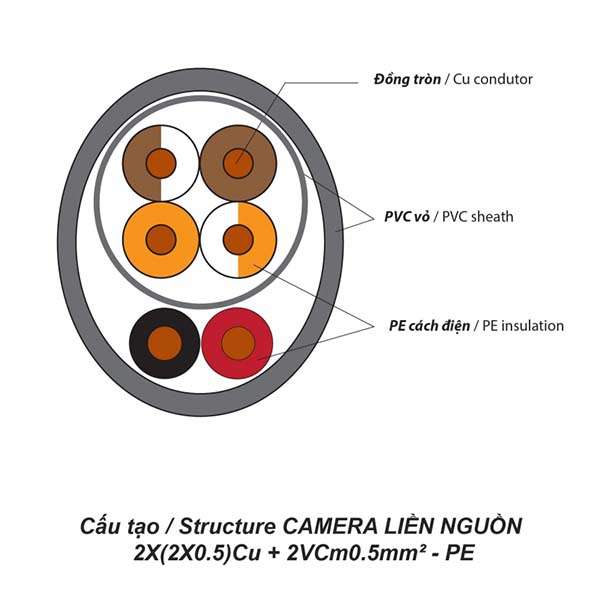 Đồng tròn / Cu condutor
PVC vỏ / PVC sheath
PE cách điện / PE insulation
Cấu tạo / Structure CAMERA LIỀN NGUỒN
2X(2X0.5)Cu + 2VCm0.5mm² - PE